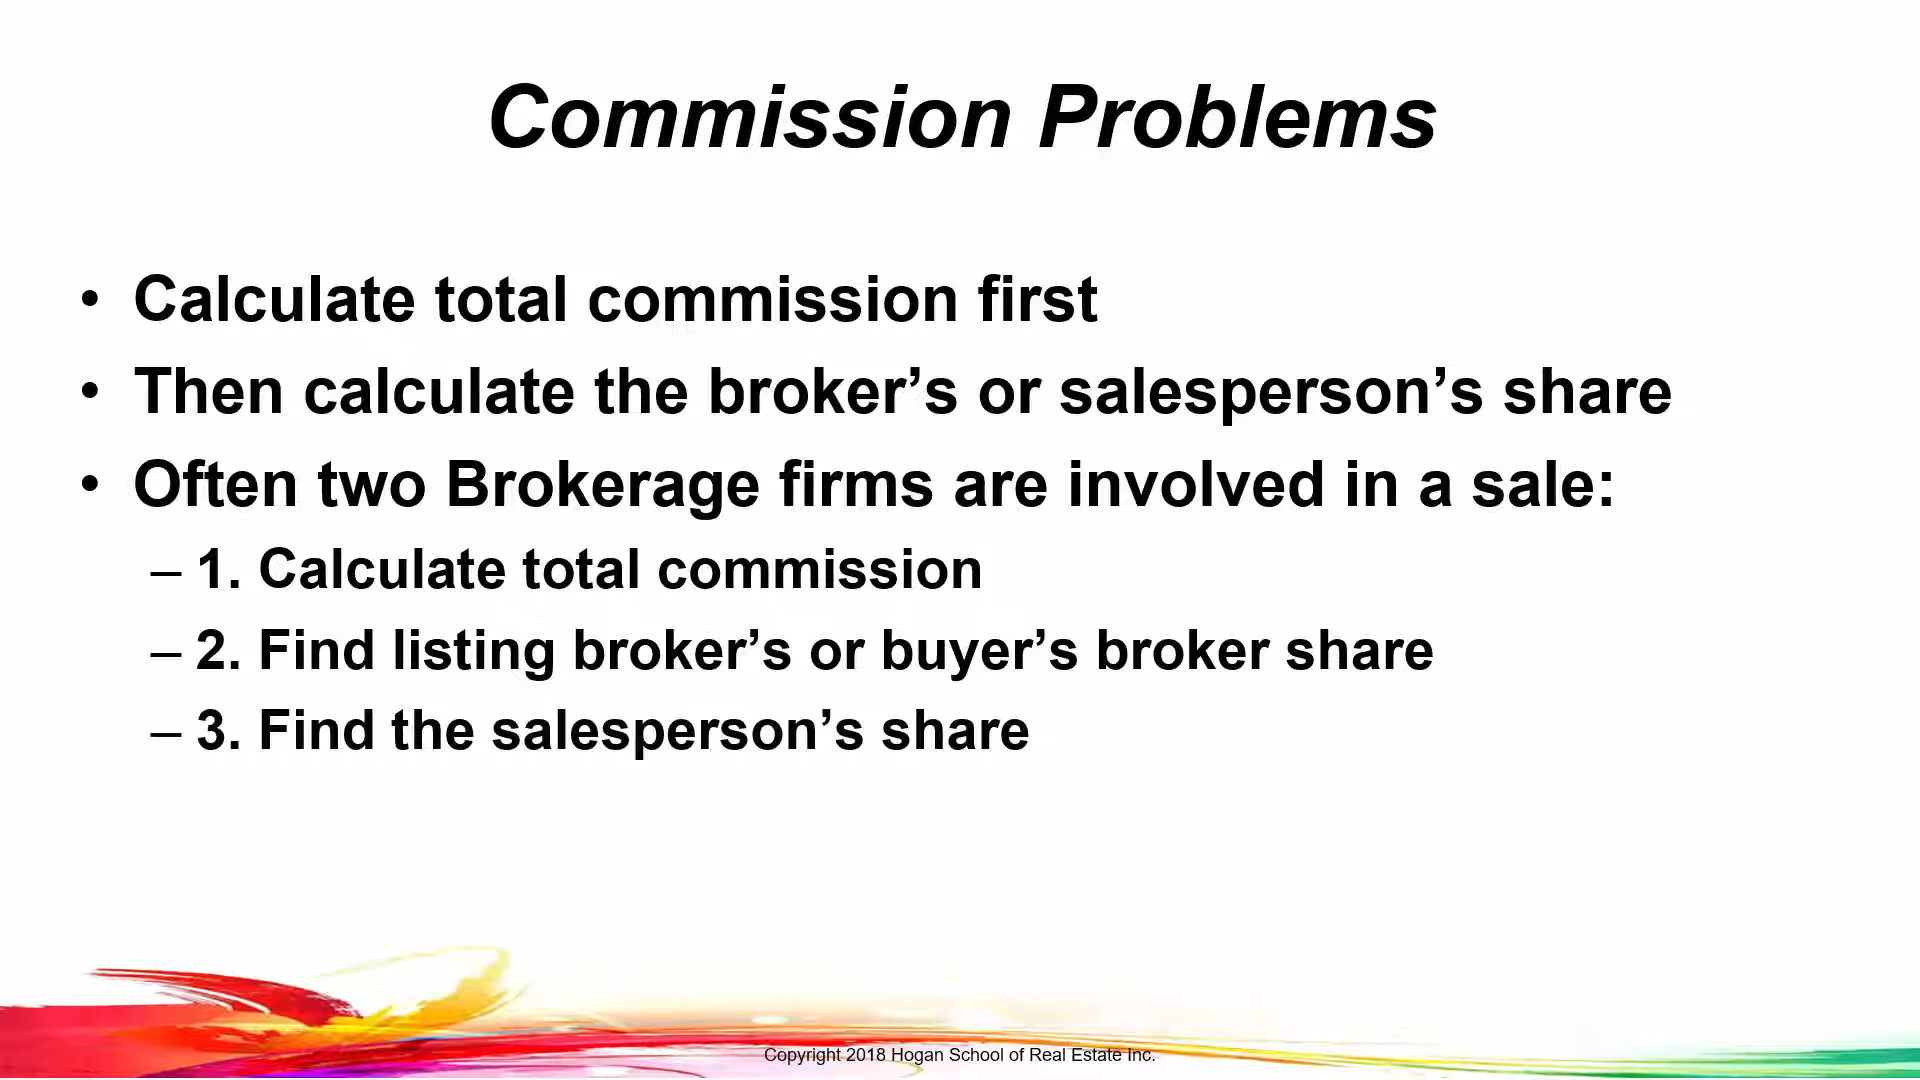 Commission Problems
• Calculate total commission first
• Then calculate the broker’s or salesperson’s share
• Often two Brokerage firms are involved in a sale:
– 1. Calculate total commission
– 2. Find listing broker’s or buyer’s broker share
– 3. Find the salesperson’s share
Copyright 2018 Hogan School of Real Estate Inc.